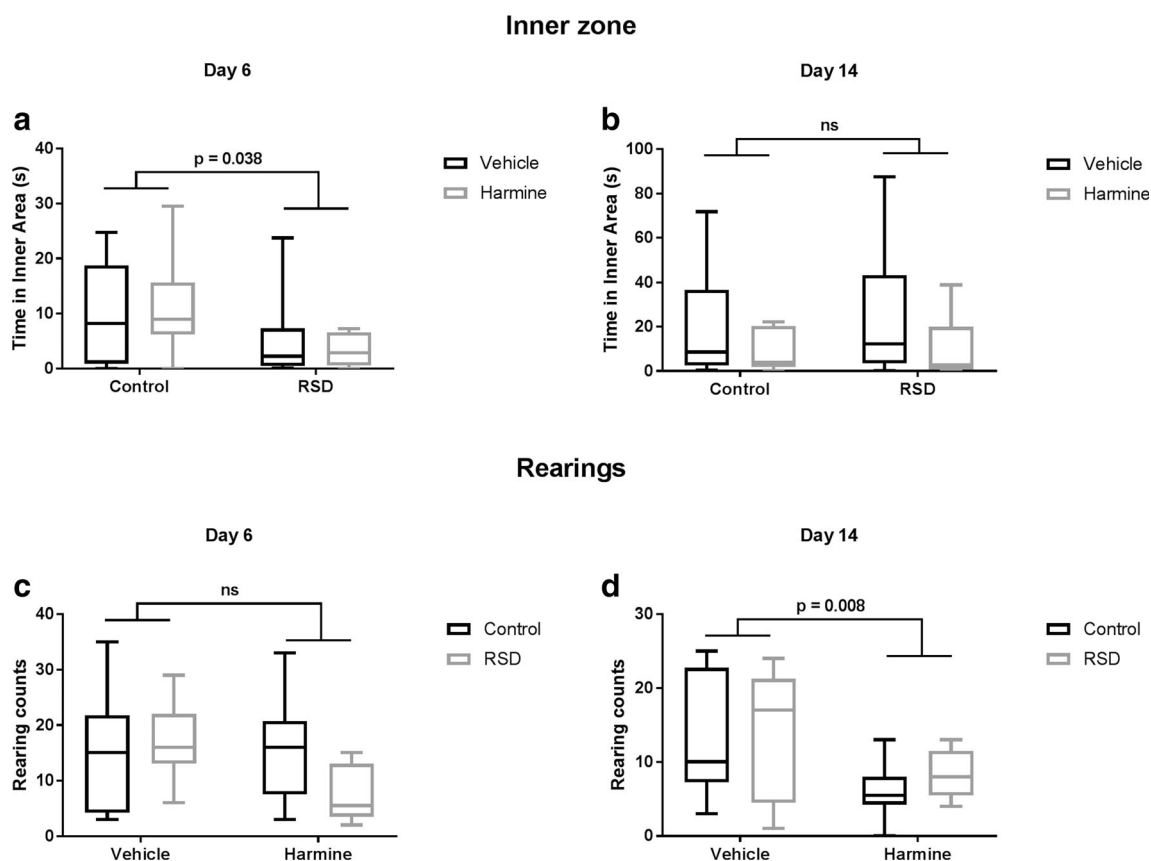 Inner zone
Day 6
Day 14
a
b
40
30
20
10
0
Time in Inner Area (s)
p = 0.038
Vehicle
Harmine
Control
RSD
100
80
60
40
20
0
Time in Inner Area (s)
ns
Vehicle
Harmine
Control
RSD
Rearings
Day 6
Day 14
c
d
40
30
20
10
0
Rearing counts
ns
Control
RSD
Vehicle
Harmine
30
20
10
0
Rearing counts
p = 0.008
Control
RSD
Vehicle
Harmine